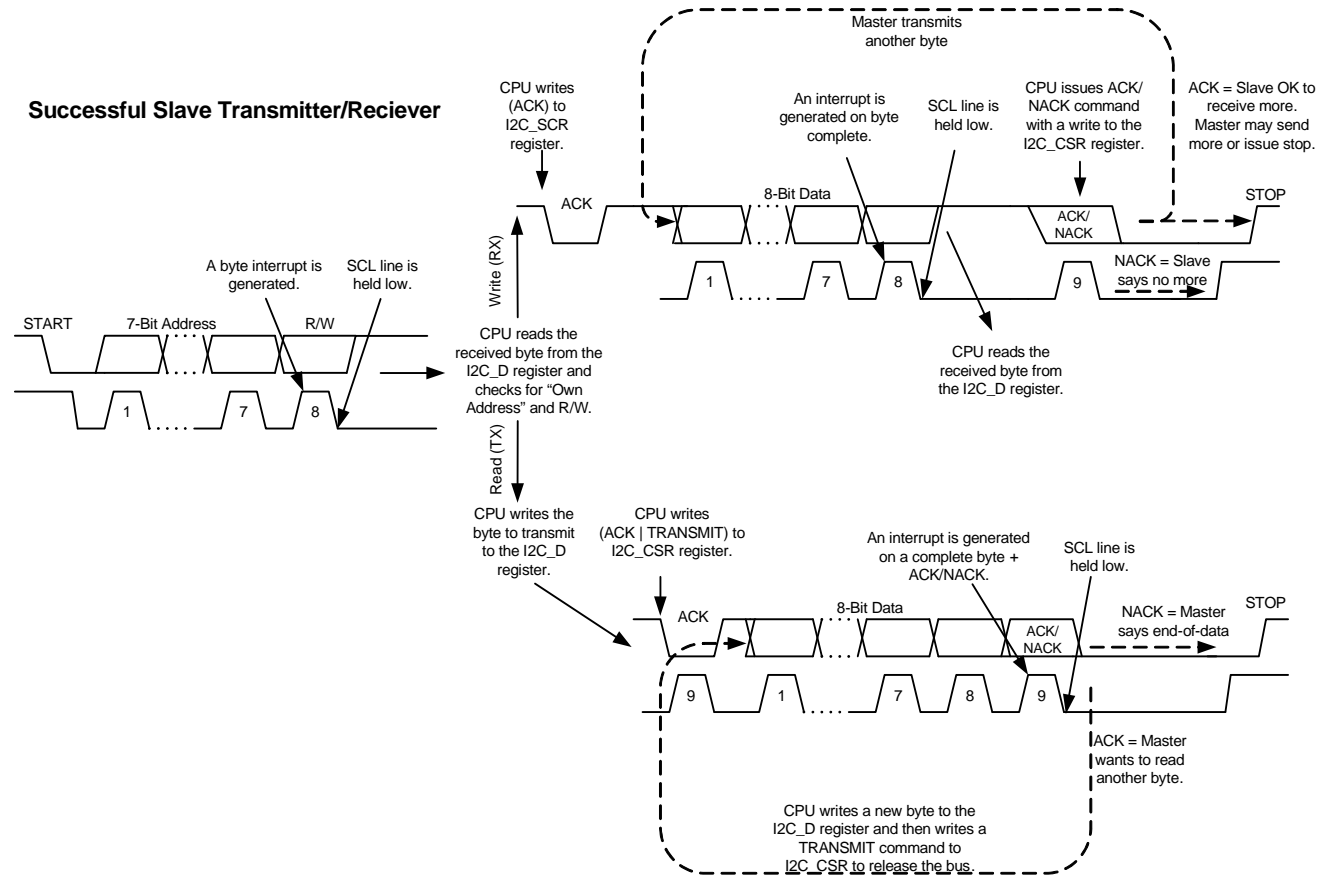 Master transmits
another byte
Successful Slave Transmitter/Reciever
CPU writes
(ACK) to
I2C_SCR
register.
An interrupt is
generated on byte
complete.
SCL line is
held low.
CPU issues ACK/
NACK command
with a write to the
I2C_CSR register.
ACK = Slave OK to
receive more.
Master may send
more or issue stop.
ACK
8-Bit Data
ACK/
NACK
STOP
1
7
8
9
NACK = Slave
says no more
Write (RX)
CPU reads the
received byte from
the I2C_D register.
A byte interrupt is
generated.
SCL line is
held low.
START
7-Bit Address
R/W
1
7
8
CPU reads the
received byte from the
I2C_D register and
checks for “Own
Address” and R/W.
Read (TX)
CPU writes the
byte to transmit
to the I2C_D
register.
CPU writes
(ACK | TRANSMIT) to
I2C_CSR register.
An interrupt is generated
on a complete byte +
ACK/NACK.
SCL line is
held low.
ACK
8-Bit Data
ACK/
NACK
NACK = Master
says end-of-data
STOP
9
1
7
8
9
ACK = Master
wants to read
another byte.
CPU writes a new byte to the
I2C_D register and then writes a
TRANSMIT command to
I2C_CSR to release the bus.